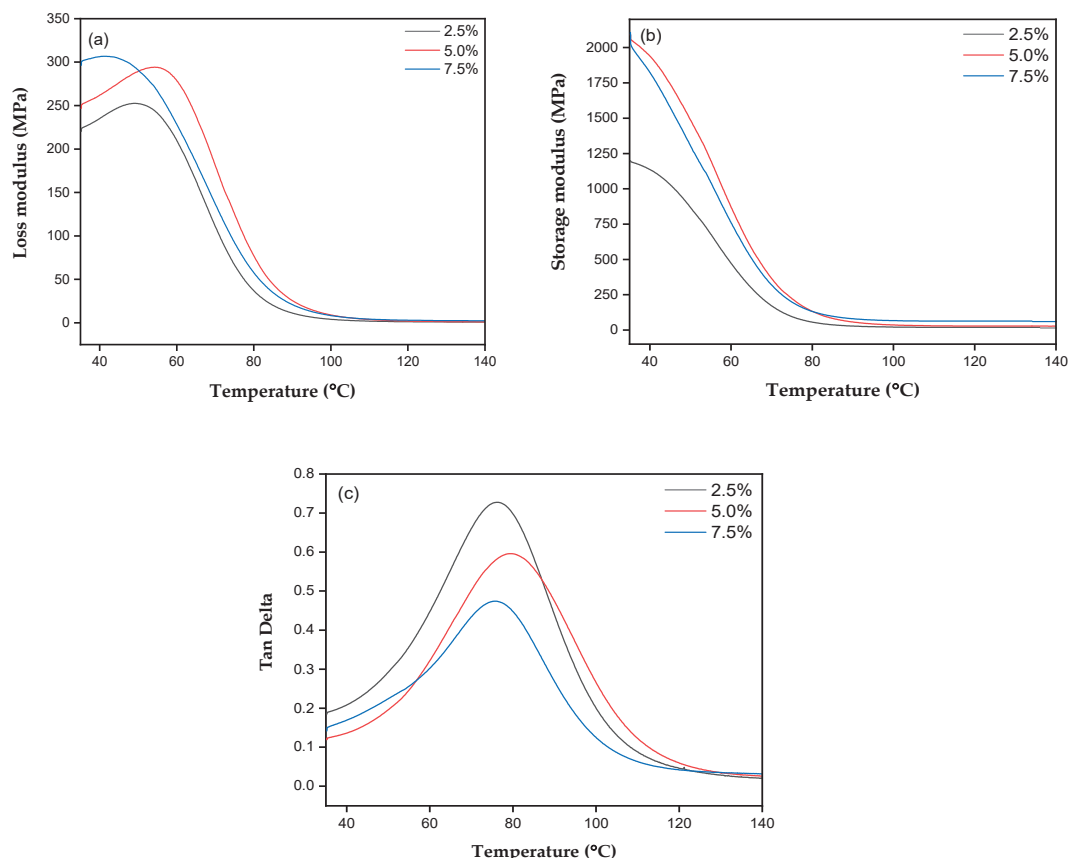 (a)
2.5%
5.0%
7.5%
350
300
250
200
150
100
50
0
Loss modulus (MPa)
40 60 80 100 120 140
Temperature (°C)
(b)
2.5%
5.0%
7.5%
2000
1750
1500
1250
1000
750
500
250
0
Storage modulus (MPa)
40 60 80 100 120 140
Temperature (°C)
(c)
2.5%
5.0%
7.5%
0.8
0.7
0.6
0.5
0.4
0.3
0.2
0.1
0.0
Tan Delta
40 60 80 100 120 140
Temperature (°C)